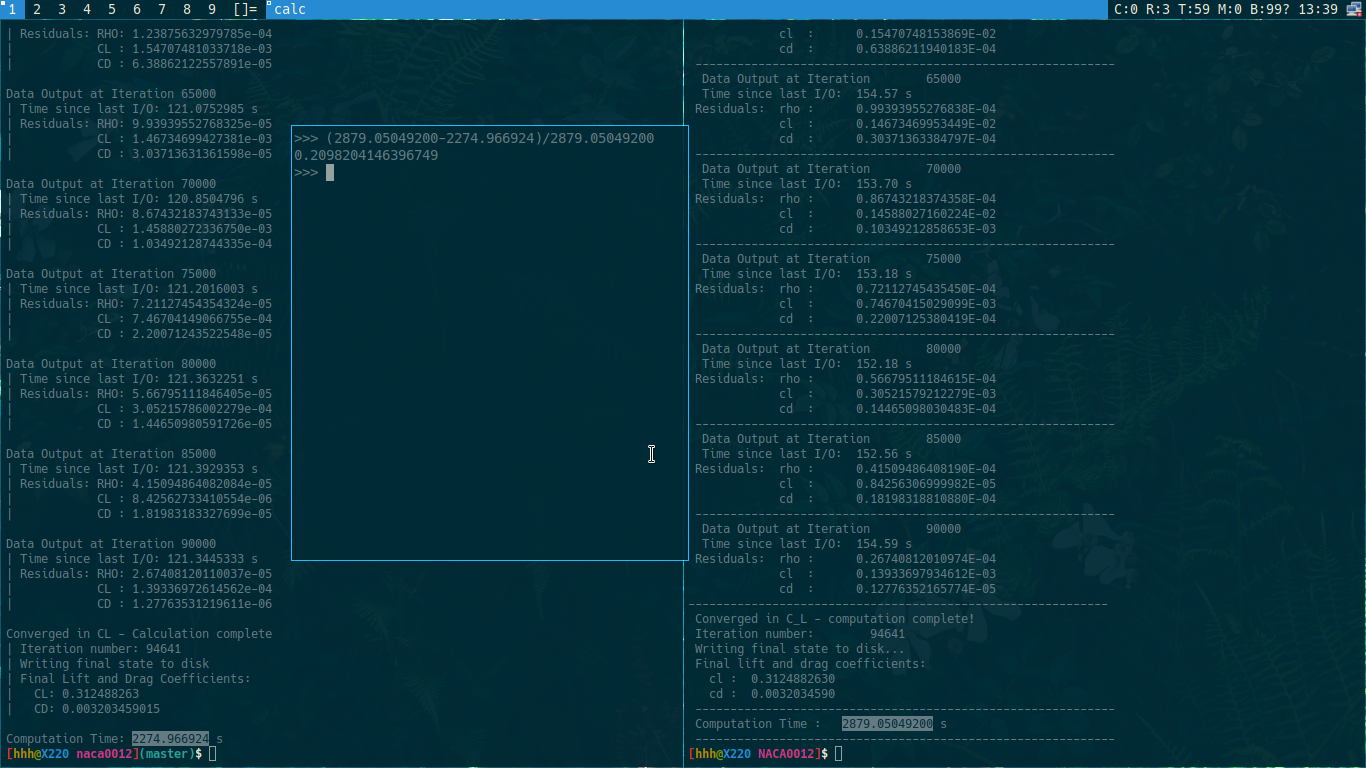 1 2 3 4 5 6 7 8 9 []= calc C:0 R:3 T:59 M:0 B:99? 13:39
| Residuals: RHO: 1.23875632979785e-04
| CL : 1.54707481033718e-03
| CD : 6.38862122557891e-05
Data Output at Iteration 65000
| Time since last I/O: 121.0752985 s
| Residuals: RHO: 9.93939552768325e-05
| CL : 1.46734699427381e-03
| CD : 3.03713631361598e-05
Data Output at Iteration 70000
| Time since last I/O: 120.8504796 s
| Residuals: RHO: 8.67432183743133e-05
| CL : 1.45880272336750e-03
| CD : 1.03492128744335e-04
Data Output at Iteration 75000
| Time since last I/O: 121.2016003 s
| Residuals: RHO: 7.21127454354324e-05
| CL : 7.46704149066755e-04
| CD : 2.20071243522548e-05
Data Output at Iteration 80000
| Time since last I/O: 121.3632251 s
| Residuals: RHO: 5.66795111846405e-05
| CL : 3.05215786002279e-04
| CD : 1.44650980591726e-05
Data Output at Iteration 85000
| Time since last I/O: 121.3929353 s
| Residuals: RHO: 4.15094864082084e-05
| CL : 8.42562733410554e-06
| CD : 1.81983183327699e-05
Data Output at Iteration 90000
| Time since last I/O: 121.3445333 s
| Residuals: RHO: 2.67408120110037e-05
| CL : 1.39336972614562e-04
| CD : 1.27763531219611e-06
Converged in CL – Calculation complete
| Iteration number: 94641
| Writing final state to disk
| Final Lift and Drag Coefficients:
| CL: 0.312488263
| CD: 0.003203459015
Computation Time: 2274.966924 s
[hhh@X220 naca0012](master)$
>>> (2879.05049200-2274.966924)/2879.05049200
0.2098204146396749
>>>
cl : 0.15470748153869E-02
cd : 0.63886211940183E-04
------------------------------------------------------------
Data Output at Iteration 65000
Time since last I/O: 154.57 s
Residuals: rho : 0.99393955276838E-04
cl : 0.14673469953449E-02
cd : 0.30371363384797E-04
------------------------------------------------------------
Data Output at Iteration 70000
Time since last I/O: 153.70 s
Residuals: rho : 0.86743218374358E-04
cl : 0.14588027160224E-02
cd : 0.10349212858653E-03
------------------------------------------------------------
Data Output at Iteration 75000
Time since last I/O: 153.18 s
Residuals: rho : 0.72112745435450E-04
cl : 0.74670415029099E-03
cd : 0.22007125380419E-04
------------------------------------------------------------
Data Output at Iteration 80000
Time since last I/O: 152.18 s
Residuals: rho : 0.56679511184615E-04
cl : 0.30521579212279E-03
cd : 0.14465098030483E-04
------------------------------------------------------------
Data Output at Iteration 85000
Time since last I/O: 152.56 s
Residuals: rho : 0.41509486408190E-04
cl : 0.84256306999982E-05
cd : 0.18198318810880E-04
------------------------------------------------------------
Data Output at Iteration 90000
Time since last I/O: 154.59 s
Residuals: rho : 0.26740812010974E-04
cl : 0.13933697934612E-03
cd : 0.12776352165774E-05
------------------------------------------------------------
Converged in C_L – computation complete!
Iteration number: 94641
Writing final state to disk...
Final lift and drag coefficients:
cl : 0.3124882630
cd : 0.0032034590
------------------------------------------------------------
Computation Time : 2879.05049200 s
------------------------------------------------------------
[hhh@X220 NACA0012]$